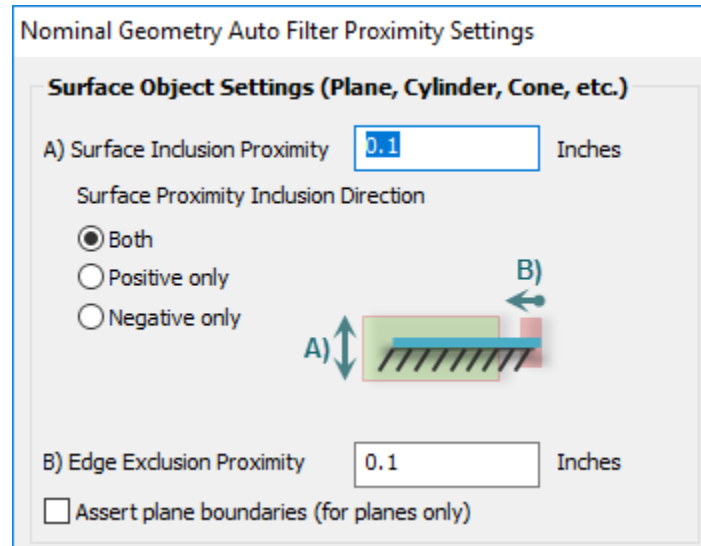 Nominal Geometry Auto Filter Proximity Settings
Surface Object Settings (Plane, Cylinder, Cone, etc.)
A) Surface Inclusion Proximity 0.1 Inches
Surface Proximity Inclusion Direction
Both
Positive only
Negative only
B)
A)
B) Edge Exclusion Proximity 0.1 Inches
Assert plane boundaries (for planes only)